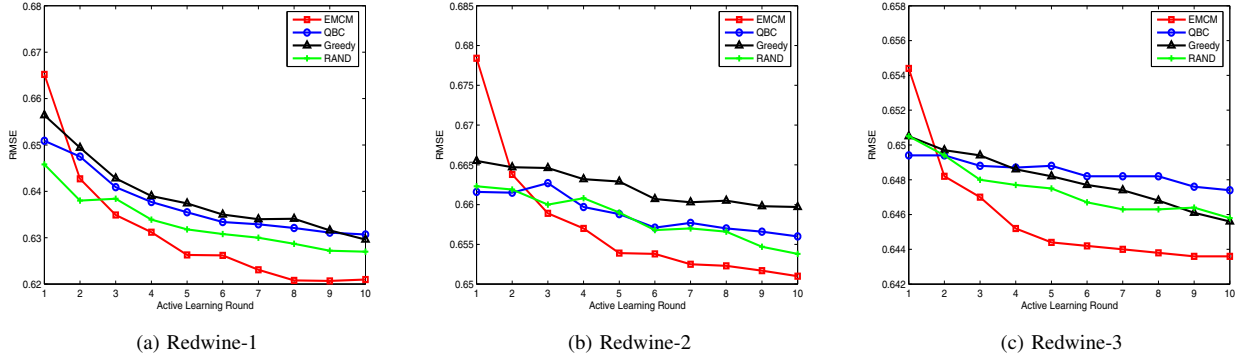 0.68
0.67
0.66
0.65
0.64
0.63
0.62
RMSE
1 2 3 4 5 6 7 8 9 10
Active Learning Round
EMCM
QBC
Greedy
RAND
(a) Redwine-1
0.685
0.68
0.675
0.67
0.665
0.66
0.655
0.65
RMSE
1 2 3 4 5 6 7 8 9 10
Active Learning Round
EMCM
QBC
Greedy
RAND
(b) Redwine-2
0.658
0.656
0.654
0.652
0.65
0.648
0.646
0.644
0.642
RMSE
1 2 3 4 5 6 7 8 9 10
Active Learning Round
EMCM
QBC
Greedy
RAND
(c) Redwine-3